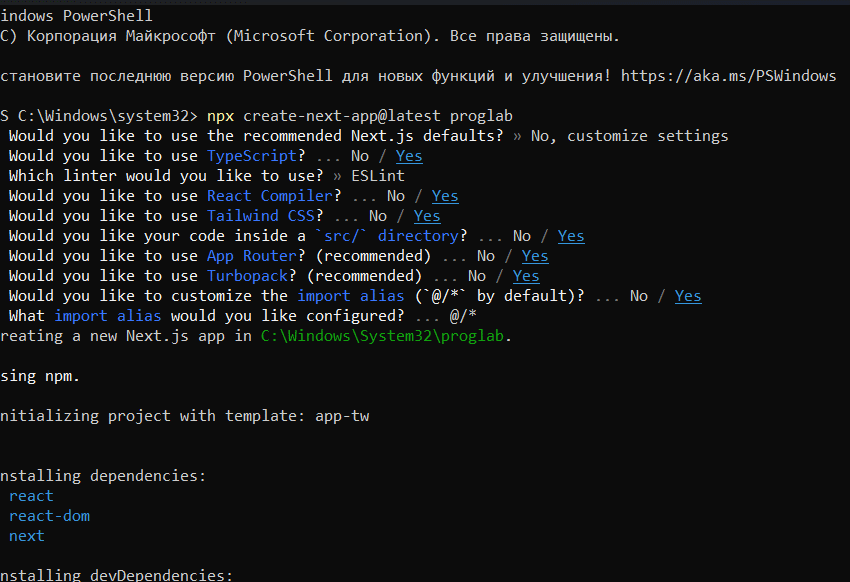 indows PowerShell
C) Корпорация Майкрософт (Microsoft Corporation). Все права защищены.
становите последнюю версию PowerShell для новых функций и улучшения! https://aka.ms/PSWindows
S C:\Windows\system32> npx create-next-app@latest proglab
Would you like to use the recommended Next.js defaults? » No, customize settings
Would you like to use TypeScript? ... No / Yes
Which linter would you like to use? » ESLint
Would you like to use React Compiler? ... No / Yes
Would you like to use Tailwind CSS? ... No / Yes
Would you like your code inside a `src/` directory? ... No / Yes
Would you like to use App Router? (recommended) ... No / Yes
Would you like to use Turbopack? (recommended) ... No / Yes
Would you like to customize the import alias (`@/*` by default)? ... No / Yes
What import alias would you like configured? ... @/*
reating a new Next.js app in C:\Windows\System32\proglab.
sing npm.
nitializing project with template: app-tw
nstalling dependencies:
react
react-dom
next
nstalling devDependencies: